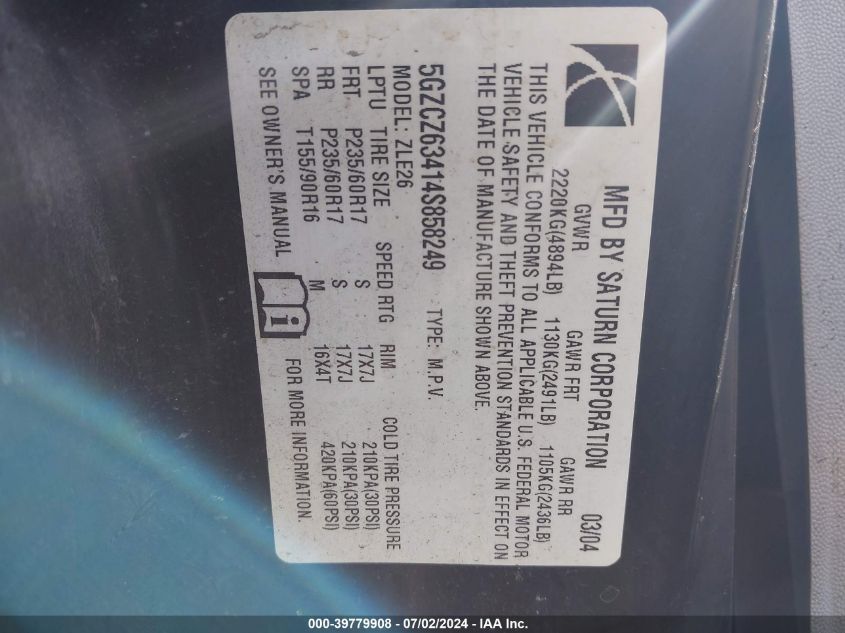 MFD BY SATURN CORPORATION 03/04
GVWR GAWR FRT GAWR RR
2220KG(4894LB) 1130KG(2491LB) 1105KG(2436LB)
THIS VEHICLE CONFORMS TO ALL APPLICABLE U.S. FEDERAL MOTOR
VEHICLE SAFETY AND THEFT PREVENTION STANDARDS IN EFFECT ON
THE DATE OF MANUFACTURE SHOWN ABOVE.
5GZCZ63414S858249 TYPE: M.P.V.
MODEL: ZLE26
LPTU TIRE SIZE SPEED RTG RIM COLD TIRE PRESSURE
FRT P235/60R17 S 17X7J 210KPA(30PSI)
RR P235/60R17 S 17X7J 210KPA(30PSI)
SPA T155/90R16 M 16X4T 420KPA(60PSI)
SEE OWNER'S MANUAL i FOR MORE INFORMATION.
000-39779908 - 07/02/2024 - IAA Inc.